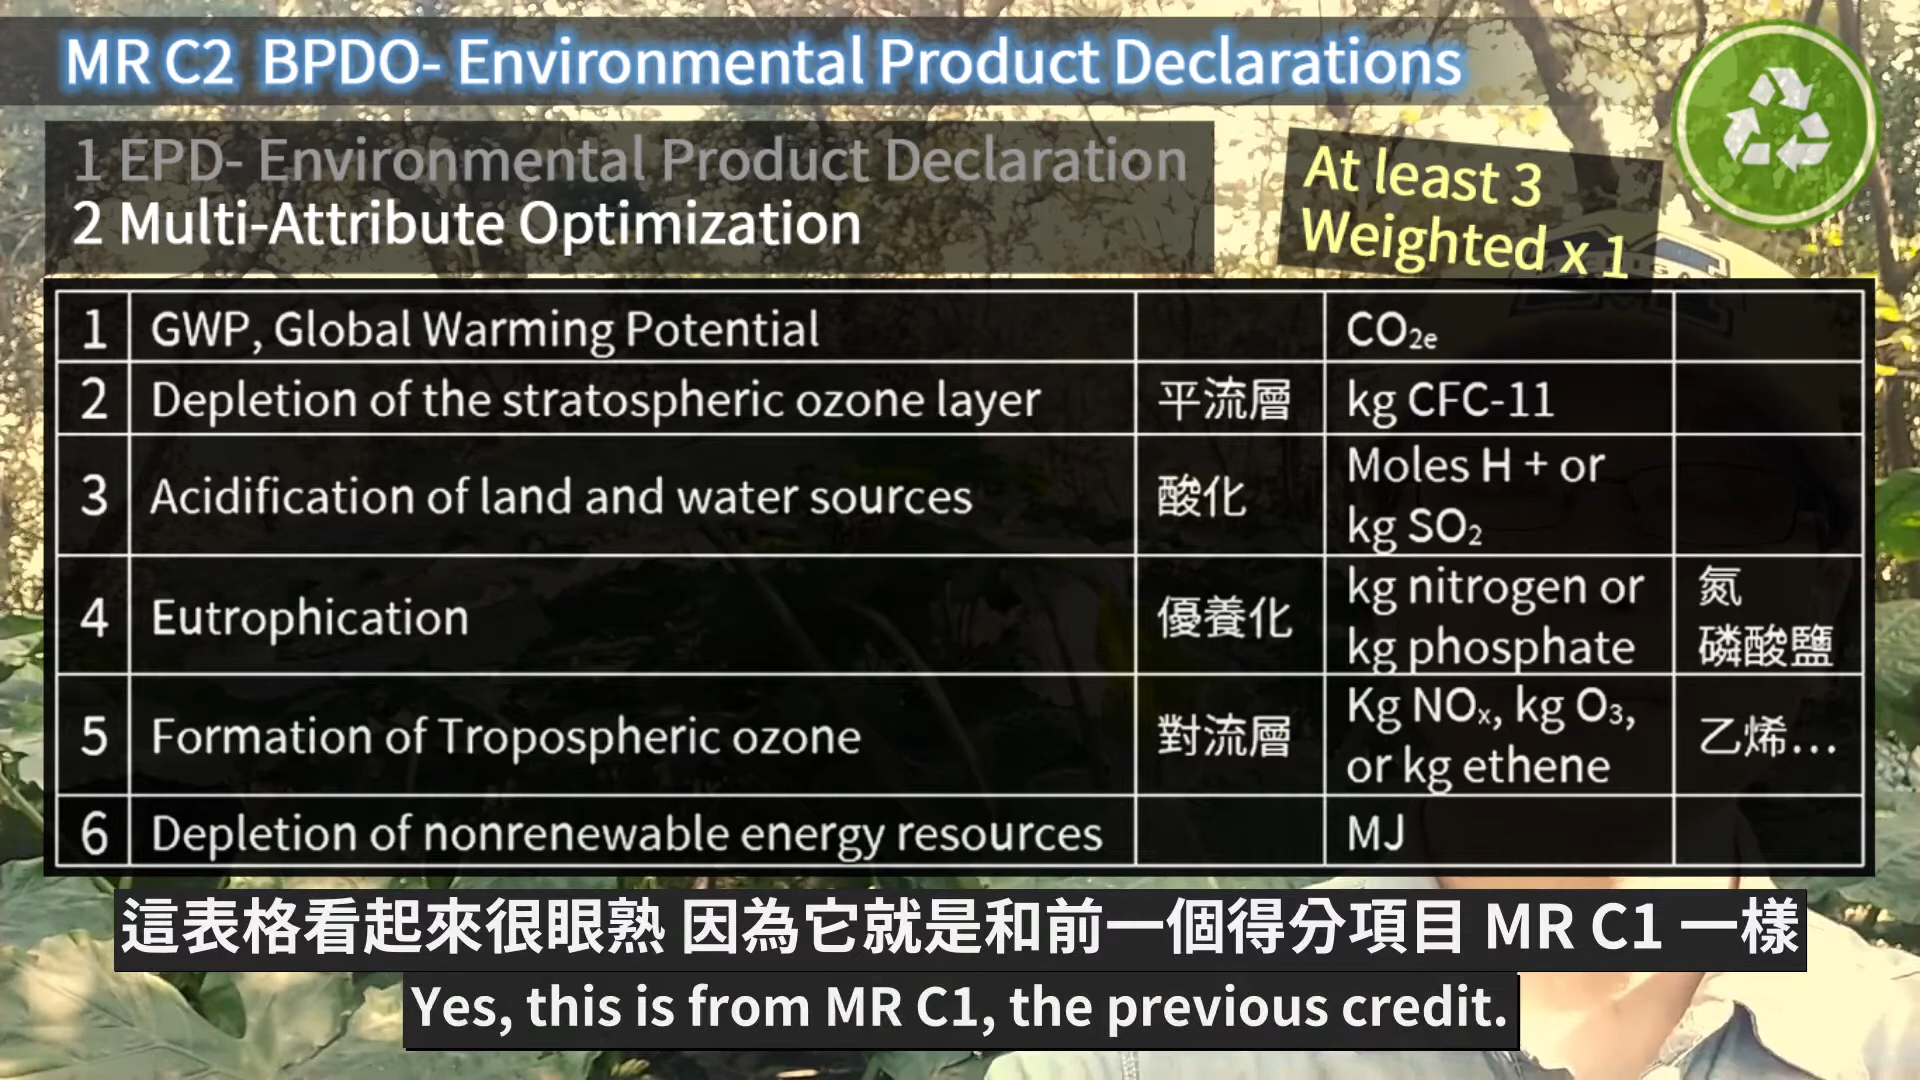 MR C2 BPDO- Environmental Product Declarations
1 EPD- Environmental Product Declaration
2 Multi-Attribute Optimization
At least 3
Weighted x 1
1 GWP, Global Warming Potential CO₂e
2 Depletion of the stratospheric ozone layer 平流層 kg CFC-11
3 Acidification of land and water sources 酸化 Moles H + or
kg SO₂
4 Eutrophication 優養化 kg nitrogen or 氮
kg phosphate 磷酸鹽
5 Formation of Tropospheric ozone 對流層 Kg NOₓ, kg O₃, 乙烯...
or kg ethene
6 Depletion of nonrenewable energy resources MJ
這表格看起來很眼熟 因為它就是和前一個得分項目 MR C1 一樣
Yes, this is from MR C1, the previous credit.